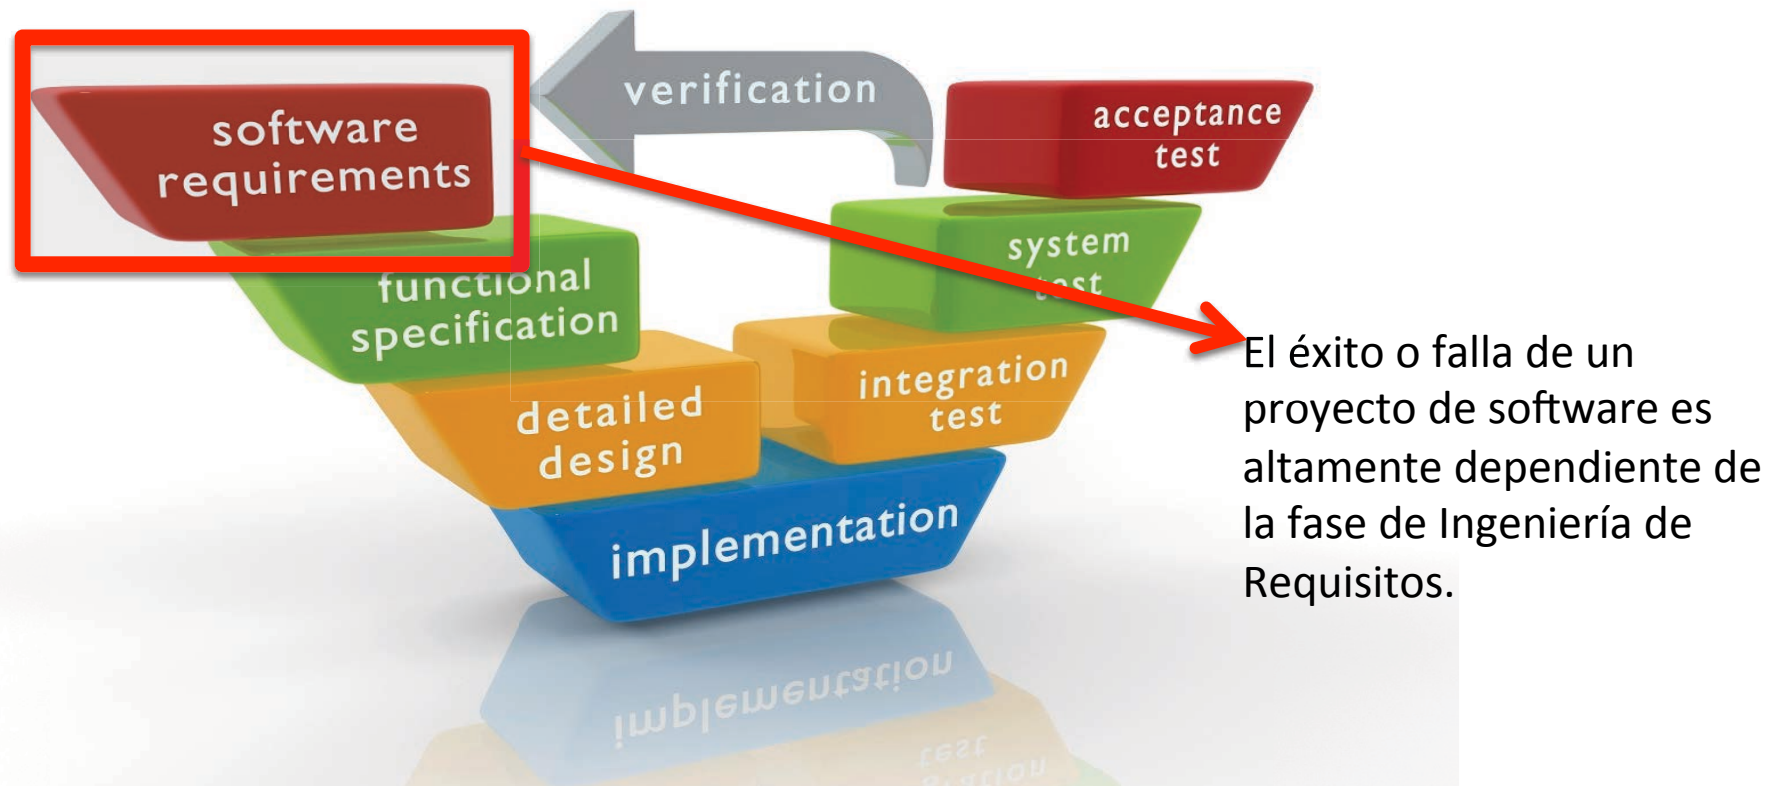 software
requirements
verification
acceptance
test
functional
specification
system
test
detailed
design
integration
test
implementation
El éxito o falla de un
proyecto de software es
altamente dependiente de
la fase de Ingeniería de
Requisitos.